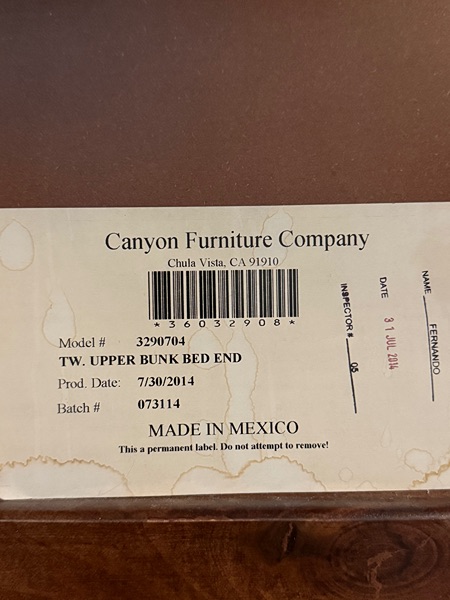 Canyon Furniture Company
Chula Vista, CA 91910
*36032908*
Model # 3290704
TW. UPPER BUNK BED END
Prod. Date: 7/30/2014
Batch # 073114
MADE IN MEXICO
This a permanent label. Do not attempt to remove!
INSPECTOR # 05
DATE 31 JUL 2014
NAME FERNANDO